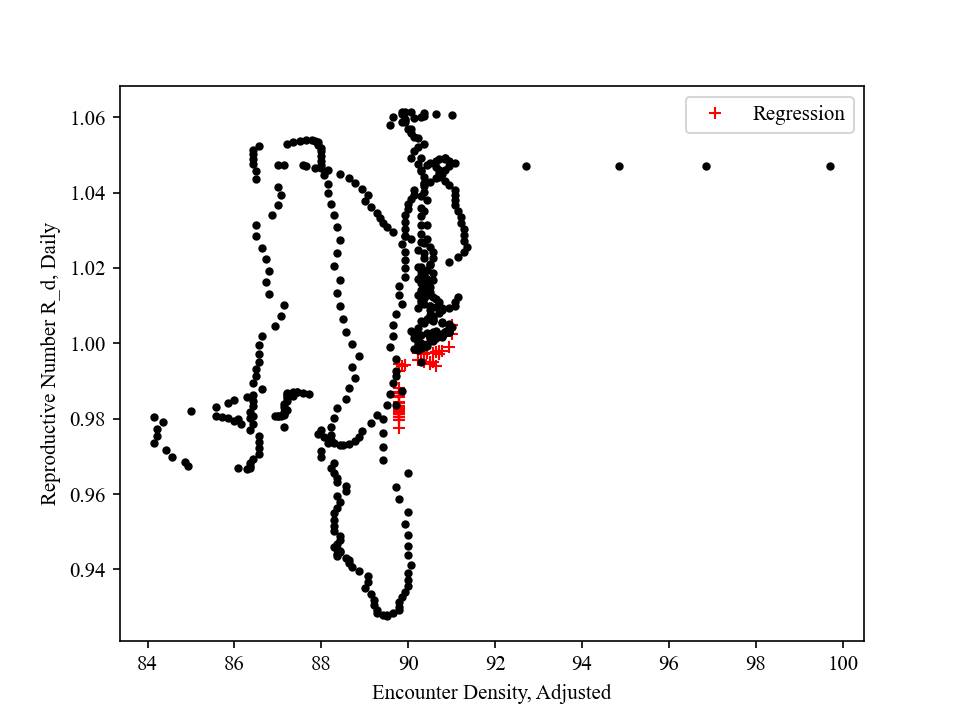 Regression
1.06
1.04
1.02
1.00
0.98
0.96
0.94
Reproductive Number R_d, Daily
84 86 88 90 92 94 96 98 100
Encounter Density, Adjusted